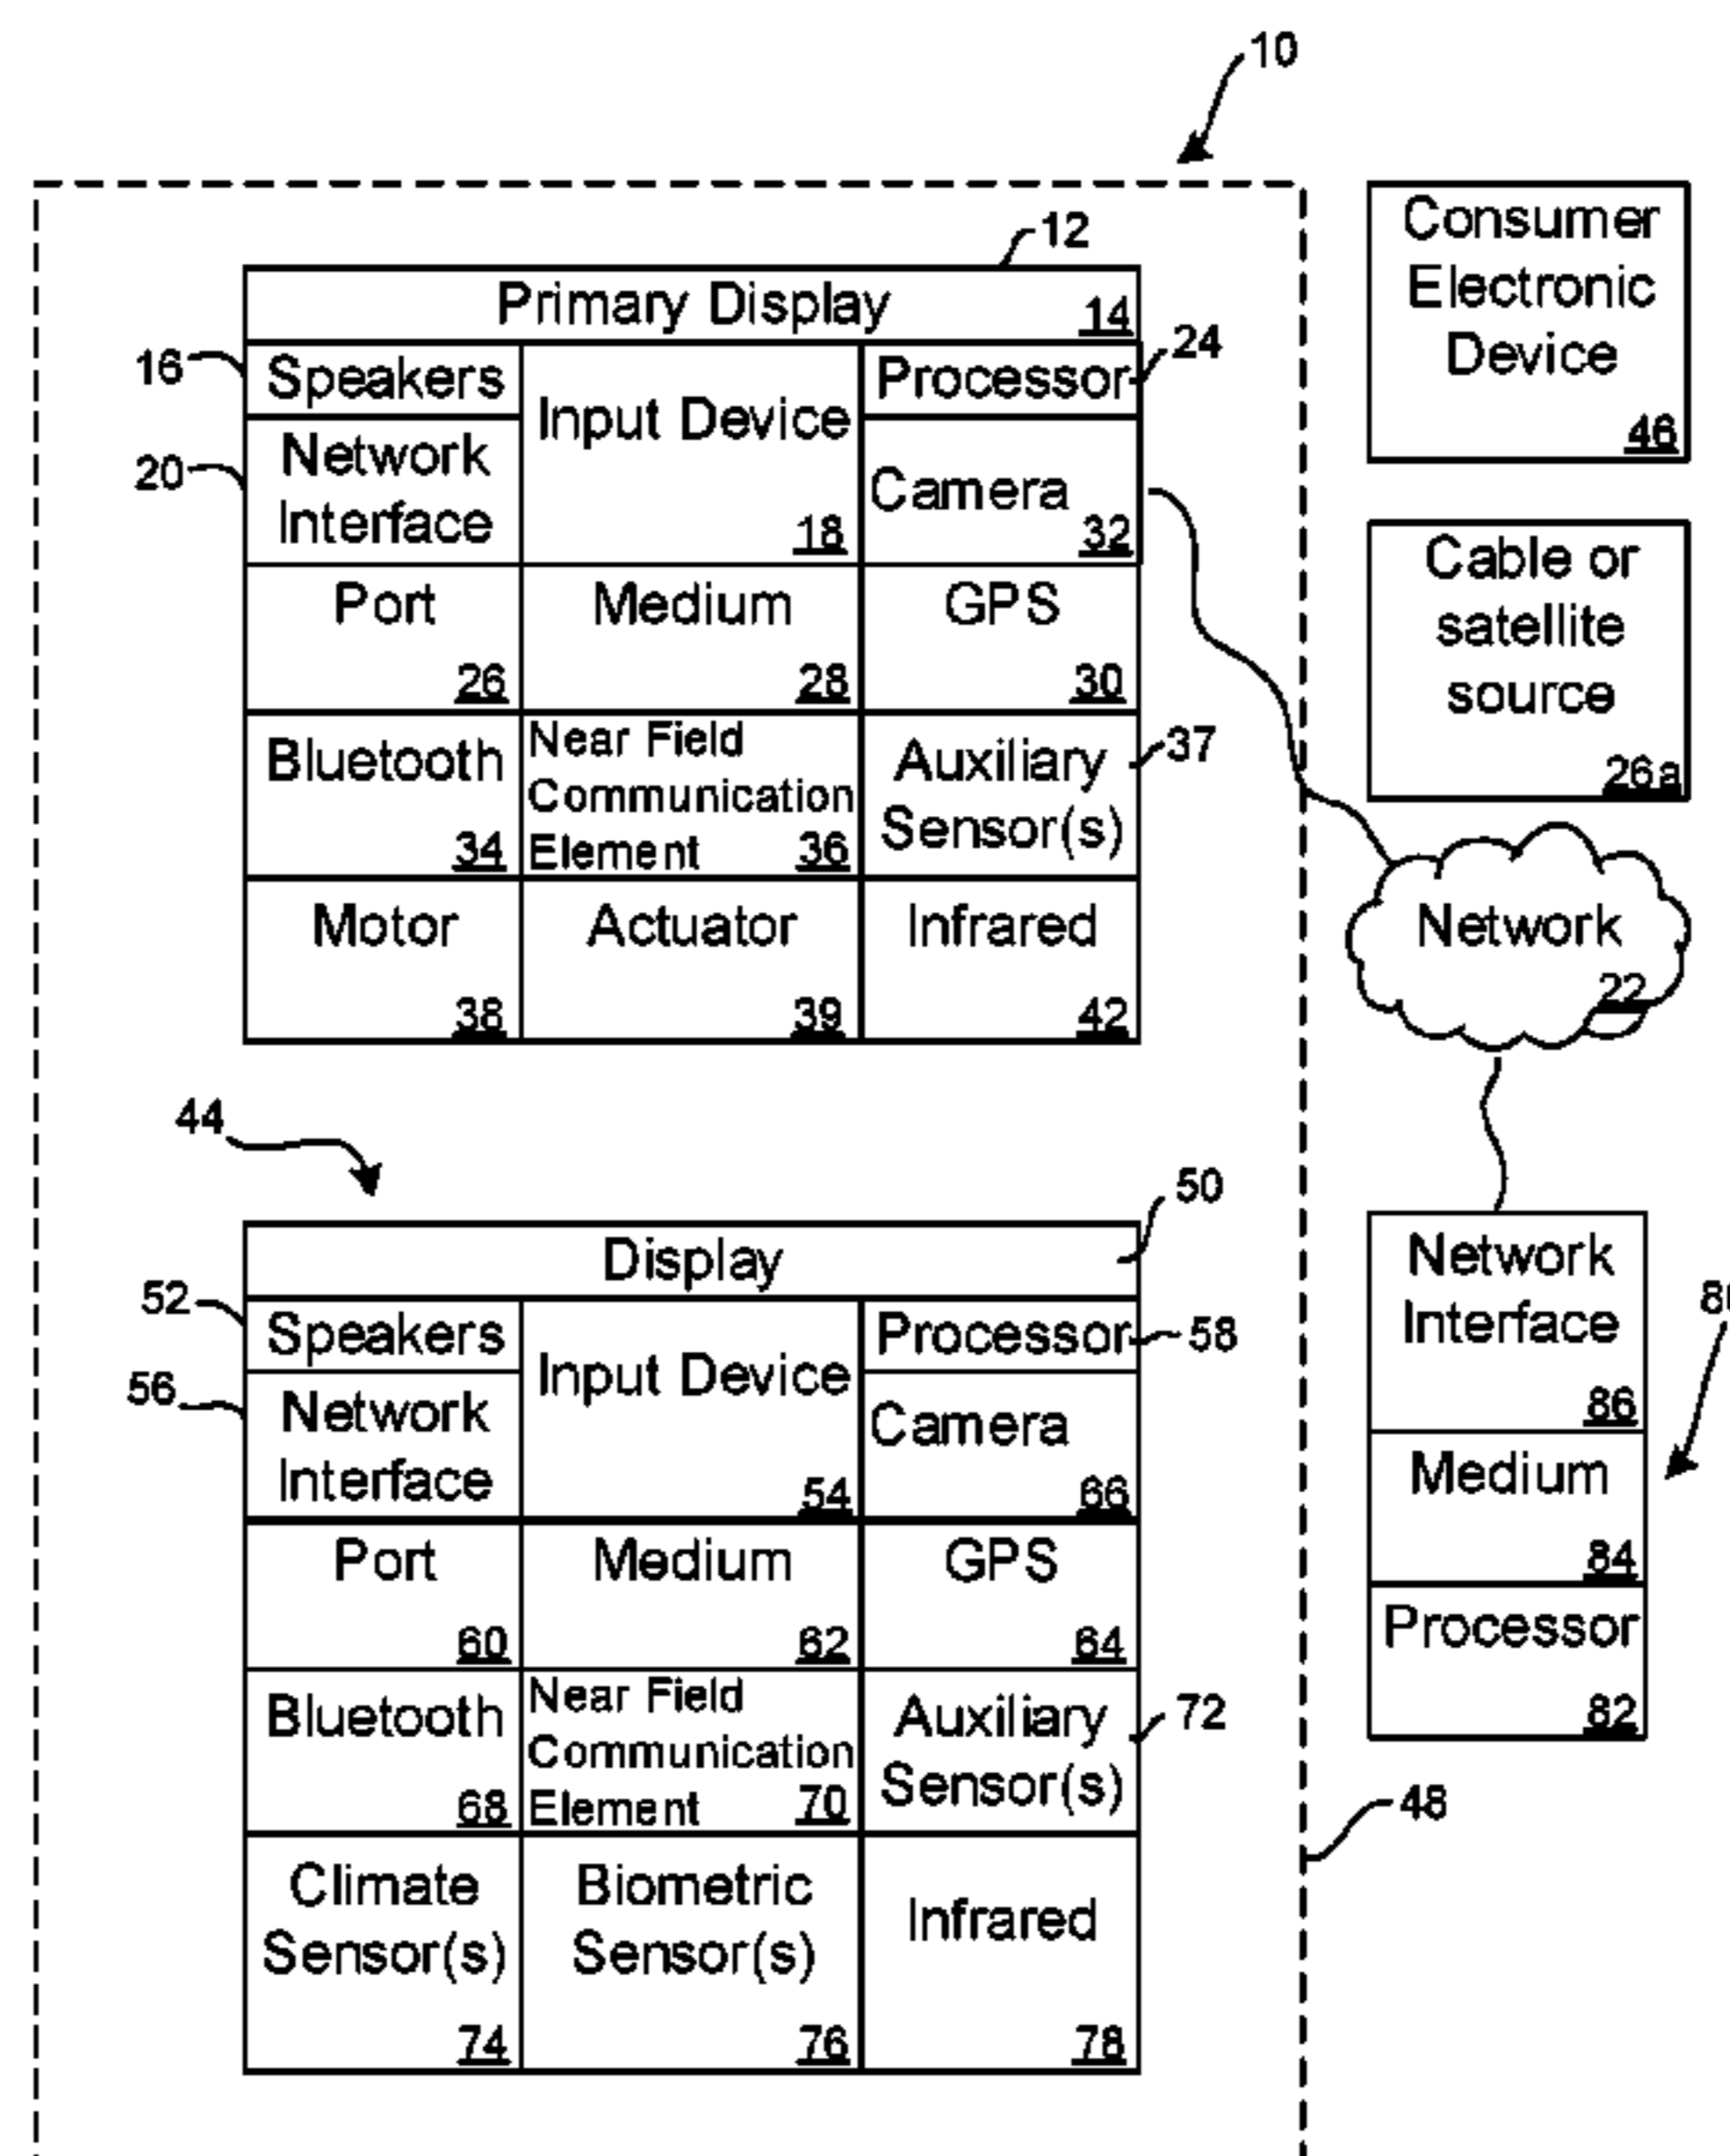 10
12
Primary Display
14
16
Speakers
Input Device
18
Processor
24
20
Network
Interface
Camera
32
Port
26
Medium
28
GPS
30
Bluetooth
34
Near Field
Communication
Element
36
Auxiliary
Sensor(s)
37
Motor
38
Actuator
39
Infrared
42
Consumer
Electronic
Device
46
Cable or
satellite
source
26a
Network
22
44
50
Display
52
Speakers
Input Device
54
Processor
58
56
Network
Interface
Camera
66
Port
60
Medium
62
GPS
64
Bluetooth
68
Near Field
Communication
Element
70
Auxiliary
Sensor(s)
72
Climate
Sensor(s)
74
Biometric
Sensor(s)
76
Infrared
78
Network
Interface
86
Medium
84
Processor
82
48